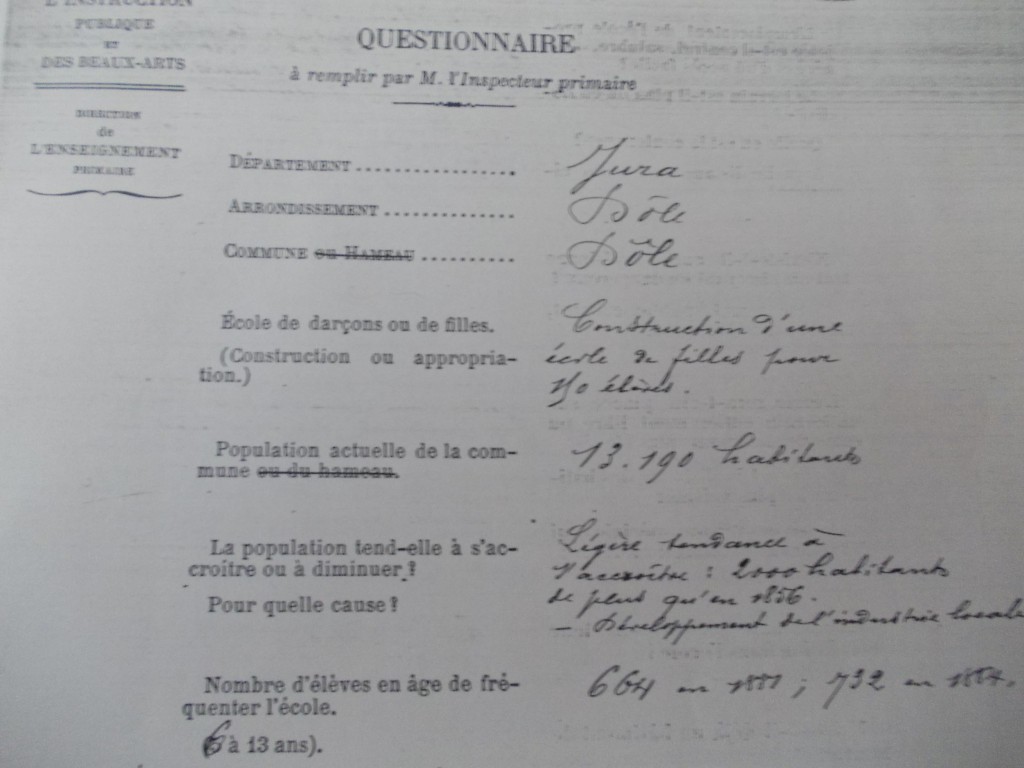 L'INSTRUCTION
PUBLIQUE
ET
DES BEAUX-ARTS
DIRECTION
de
L'ENSEIGNEMENT
PRIMAIRE
QUESTIONNAIRE
à remplir par M. l'Inspecteur primaire
DÉPARTEMENT .................. Jura
ARRONDISSEMENT ............... Dôle
COMMUNE ou HAMEAU .......... Dôle
École de darçons ou de filles.
(Construction ou appropria-
tion.)
Construction d'une
école de filles pour
élèves.
Population actuelle de la com-
mune ou du hameau.
13.190 habitants
La population tend-elle à s'ac-
croitre ou à diminuer ?
Pour quelle cause ?
Légère tendance à
s'accroître : 2000 habitants
de plus qu'en 1856.
— Développement de l'industrie locale
Nombre d'élèves en âge de fré-
quenter l'école.
6 à 13 ans).
664 en 1881 ; 732 en 1884.